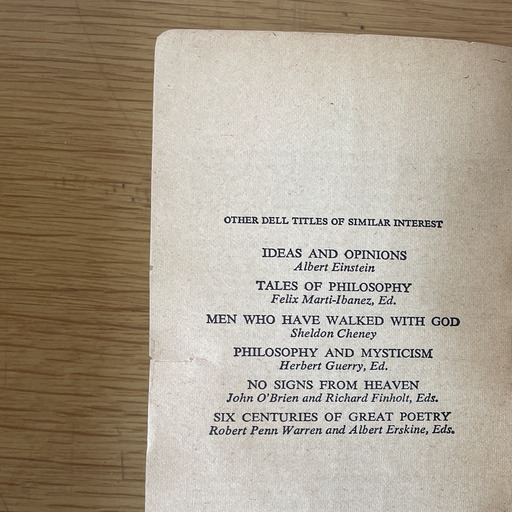 OTHER DELL TITLES OF SIMILAR INTEREST
IDEAS AND OPINIONS
Albert Einstein
TALES OF PHILOSOPHY
Felix Marti-Ibanez, Ed.
MEN WHO HAVE WALKED WITH GOD
Sheldon Cheney
PHILOSOPHY AND MYSTICISM
Herbert Guerry, Ed.
NO SIGNS FROM HEAVEN
John O'Brien and Richard Finholt, Eds.
SIX CENTURIES OF GREAT POETRY
Robert Penn Warren and Albert Erskine, Eds.